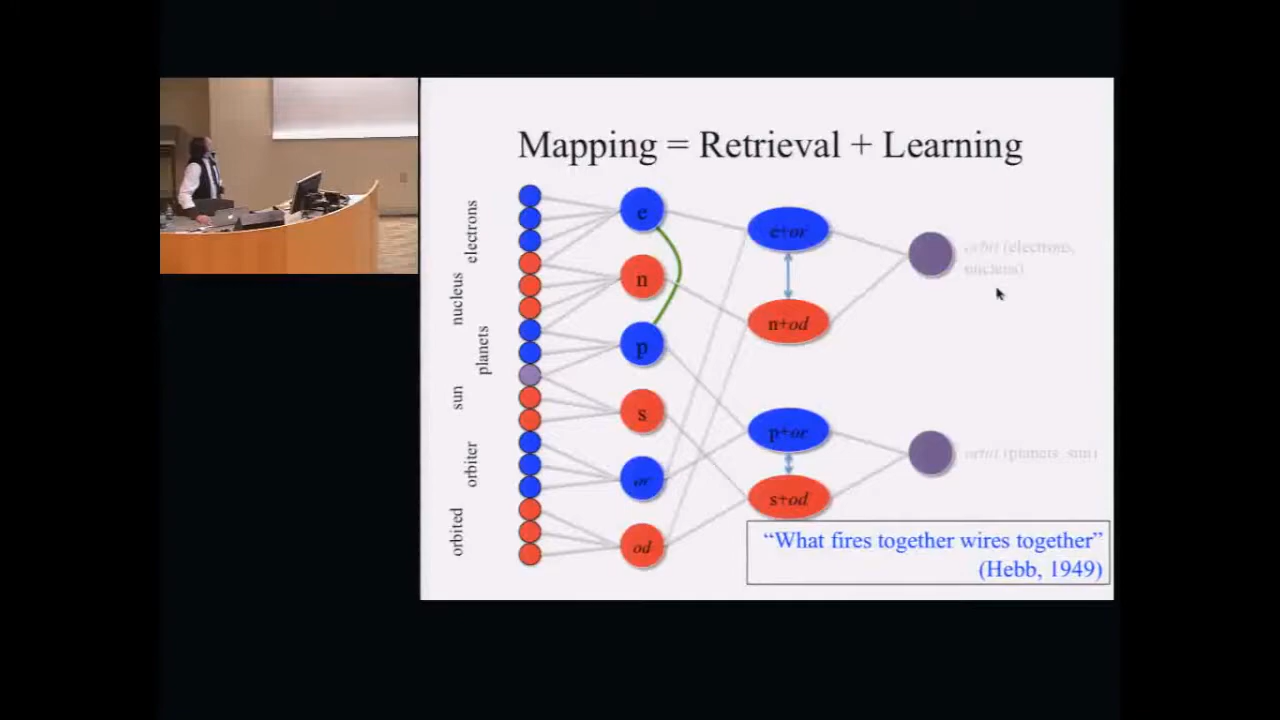 Mapping = Retrieval + Learning
electrons
nucleus
planets
sun
orbiter
orbited
e
n
p
s
or
od
e+or
n+od
p+or
s+od
orbit (electrons,
nucleus)
orbit (planets, sun)
“What fires together wires together”
(Hebb, 1949)